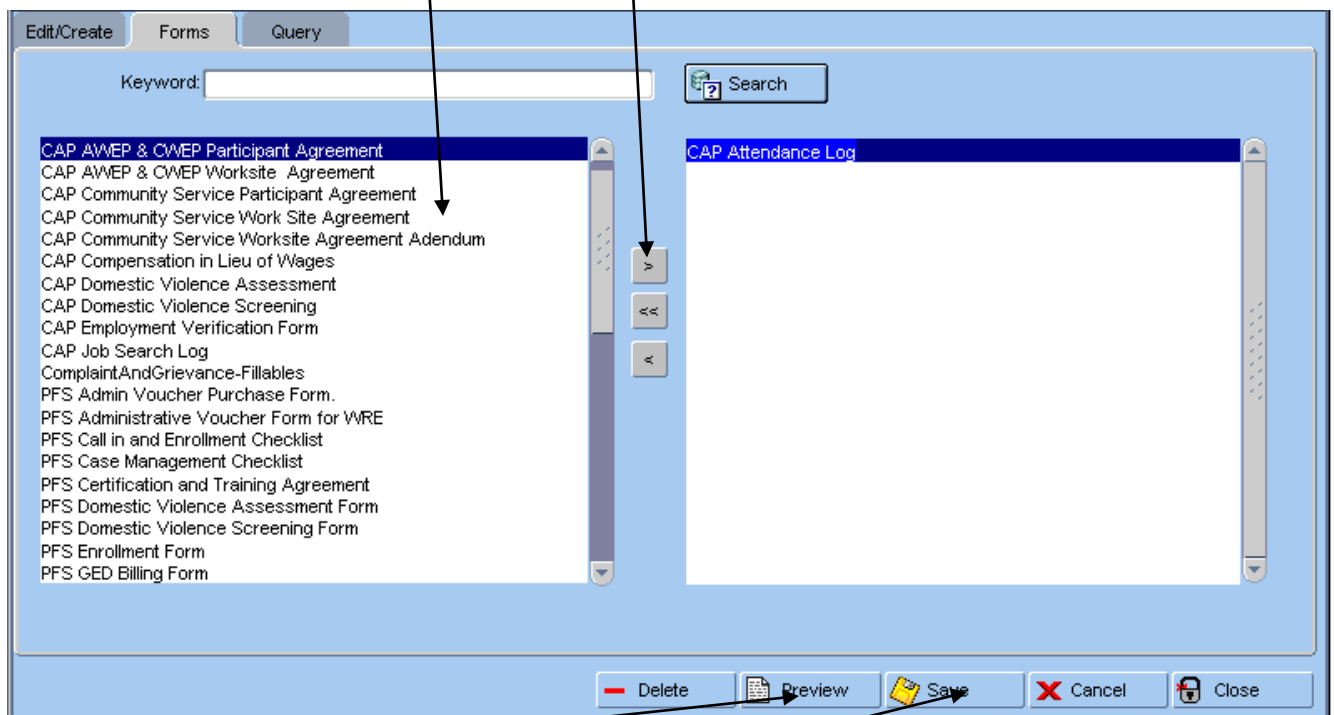 Edit/Create Forms Query
Keyword: Search
CAP AWEP & CWEP Participant Agreement
CAP AWEP & CWEP Worksite Agreement
CAP Community Service Participant Agreement
CAP Community Service Work Site Agreement
CAP Community Service Worksite Agreement Adendum
CAP Compensation in Lieu of Wages
CAP Domestic Violence Assessment
CAP Domestic Violence Screening
CAP Employment Verification Form
CAP Job Search Log
ComplaintAndGrievance-Fillables
PFS Admin Voucher Purchase Form.
PFS Administrative Voucher Form for WRE
PFS Call in and Enrollment Checklist
PFS Case Management Checklist
PFS Certification and Training Agreement
PFS Domestic Violence Assessment Form
PFS Domestic Violence Screening Form
PFS Enrollment Form
PFS GED Billing Form
>
<<
<
CAP Attendance Log
Delete Preview Save Cancel Close